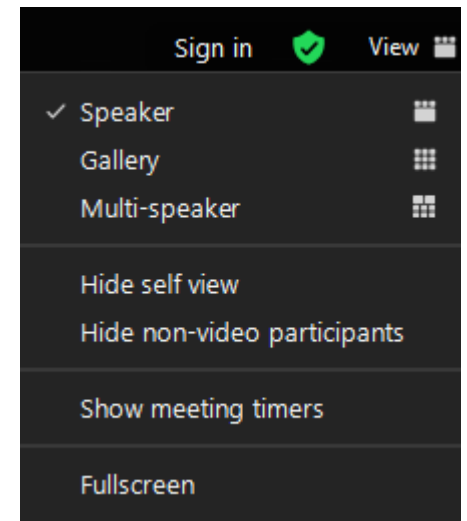 Sign in View
Speaker
Gallery
Multi-speaker
Hide self view
Hide non-video participants
Show meeting timers
Fullscreen